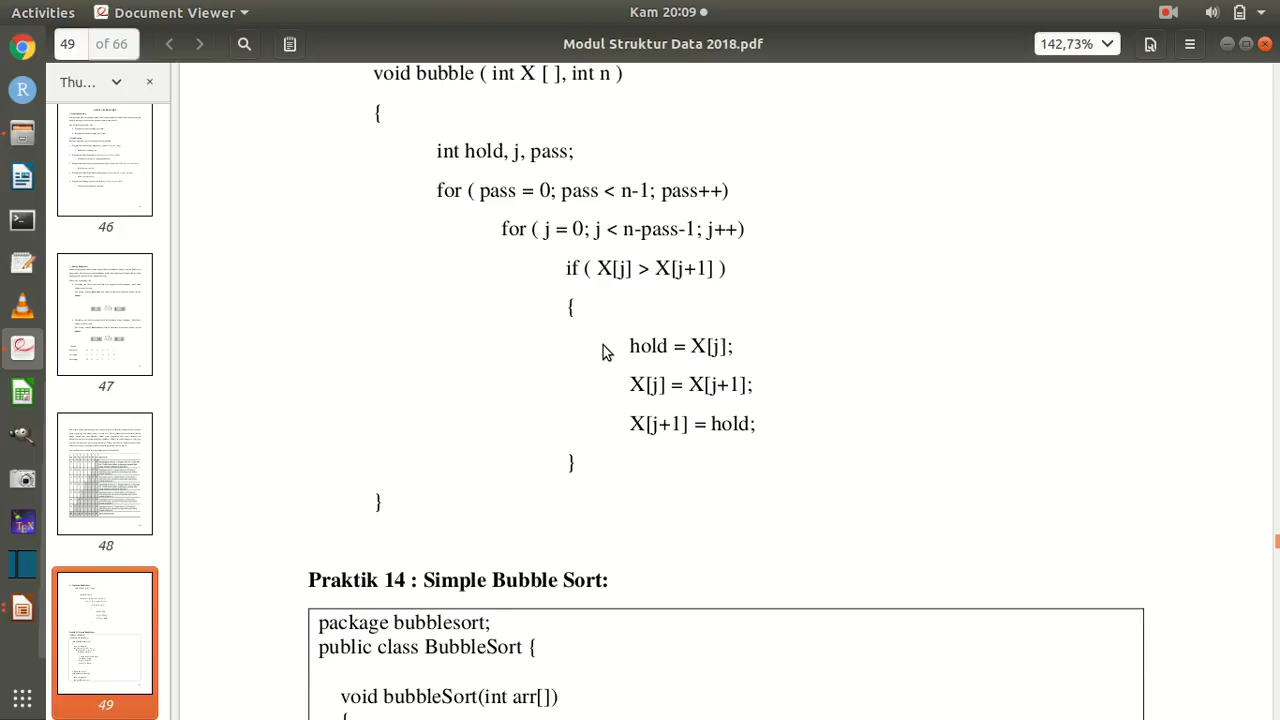 Activities
Document Viewer
Kam 20:09
49
of 66
Modul Struktur Data 2018.pdf
142,73%
Thu...
46
47
48
49
void bubble ( int X [ ], int n )
{
int hold, j, pass;
for ( pass = 0; pass < n-1; pass++)
for ( j = 0; j < n-pass-1; j++)
if ( X[j] > X[j+1] )
{
hold = X[j];
X[j] = X[j+1];
X[j+1] = hold;
}
}
Praktik 14 : Simple Bubble Sort:
package bubblesort;
public class BubbleSort {
void bubbleSort(int arr[])
{